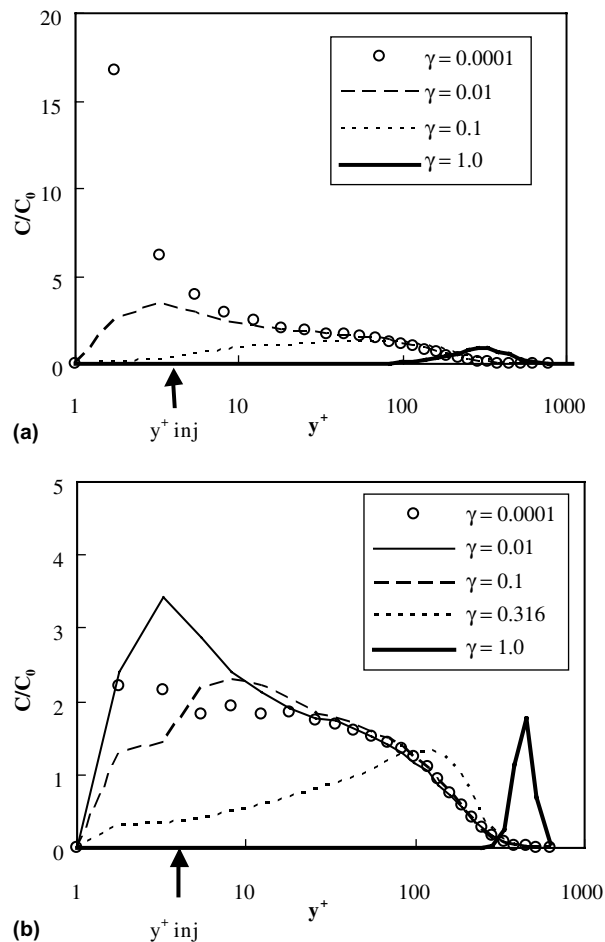 20
15
10
5
0
C/C₀
γ = 0.0001
γ = 0.01
γ = 0.1
γ = 1.0
1
10
100
1000
y⁺ inj
y⁺
(a)
5
4
3
2
1
0
C/C₀
γ = 0.0001
γ = 0.01
γ = 0.1
γ = 0.316
γ = 1.0
1
10
100
1000
y⁺ inj
y⁺
(b)